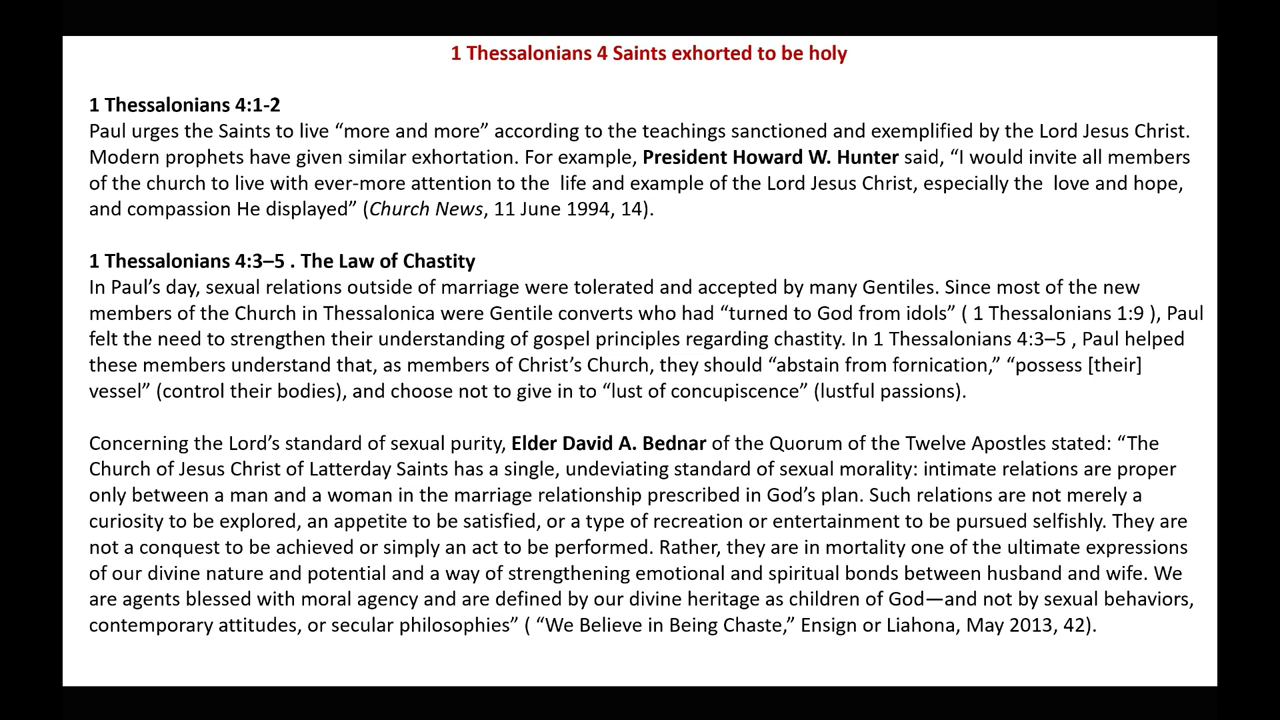 1 Thessalonians 4 Saints exhorted to be holy
1 Thessalonians 4:1-2
Paul urges the Saints to live “more and more” according to the teachings sanctioned and exemplified by the Lord Jesus Christ.
Modern prophets have given similar exhortation. For example, President Howard W. Hunter said, “I would invite all members
of the church to live with ever-more attention to the  life and example of the Lord Jesus Christ, especially the  love and hope,
and compassion He displayed” (Church News, 11 June 1994, 14).
1 Thessalonians 4:3–5 . The Law of Chastity
In Paul’s day, sexual relations outside of marriage were tolerated and accepted by many Gentiles. Since most of the new
members of the Church in Thessalonica were Gentile converts who had “turned to God from idols” ( 1 Thessalonians 1:9 ), Paul
felt the need to strengthen their understanding of gospel principles regarding chastity. In 1 Thessalonians 4:3–5 , Paul helped
these members understand that, as members of Christ’s Church, they should “abstain from fornication,” “possess [their]
vessel” (control their bodies), and choose not to give in to “lust of concupiscence” (lustful passions).
Concerning the Lord’s standard of sexual purity, Elder David A. Bednar of the Quorum of the Twelve Apostles stated: “The
Church of Jesus Christ of Latterday Saints has a single, undeviating standard of sexual morality: intimate relations are proper
only between a man and a woman in the marriage relationship prescribed in God’s plan. Such relations are not merely a
curiosity to be explored, an appetite to be satisfied, or a type of recreation or entertainment to be pursued selfishly. They are
not a conquest to be achieved or simply an act to be performed. Rather, they are in mortality one of the ultimate expressions
of our divine nature and potential and a way of strengthening emotional and spiritual bonds between husband and wife. We
are agents blessed with moral agency and are defined by our divine heritage as children of God—and not by sexual behaviors,
contemporary attitudes, or secular philosophies” ( “We Believe in Being Chaste,” Ensign or Liahona, May 2013, 42).